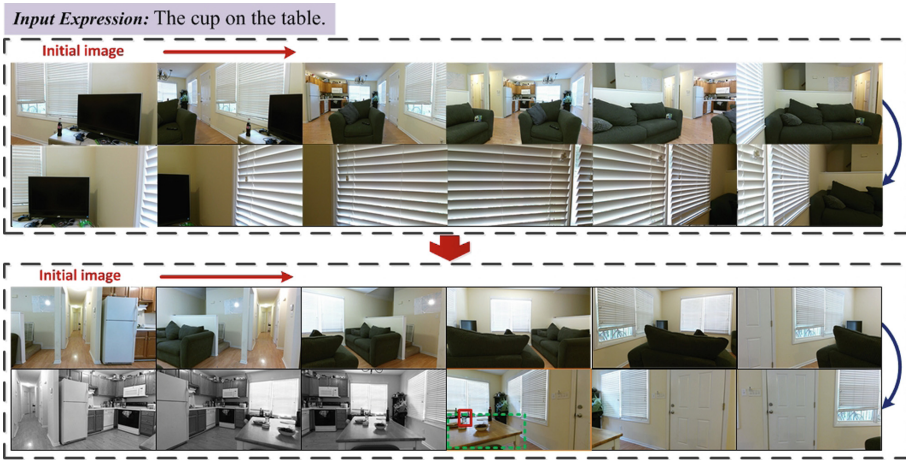 Input Expression: The cup on the table.
Initial image
Initial image